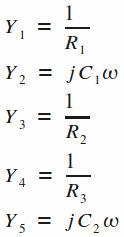 Y₁ = 1/R₁
Y₂ = jC₁ω
Y₃ = 1/R₂
Y₄ = 1/R₃
Y₅ = jC₂ω